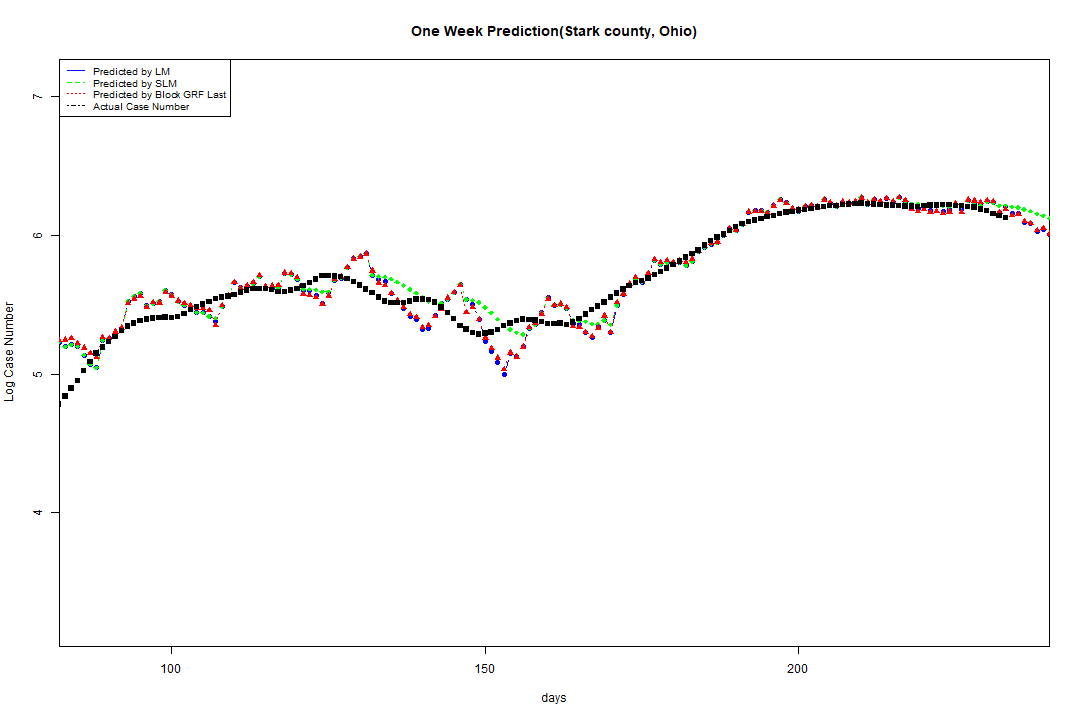 One Week Prediction(Stark county, Ohio)
Predicted by LM
Predicted by SLM
Predicted by Block GRF Last
Actual Case Number
7
6
5
4
Log Case Number
100 150 200
days